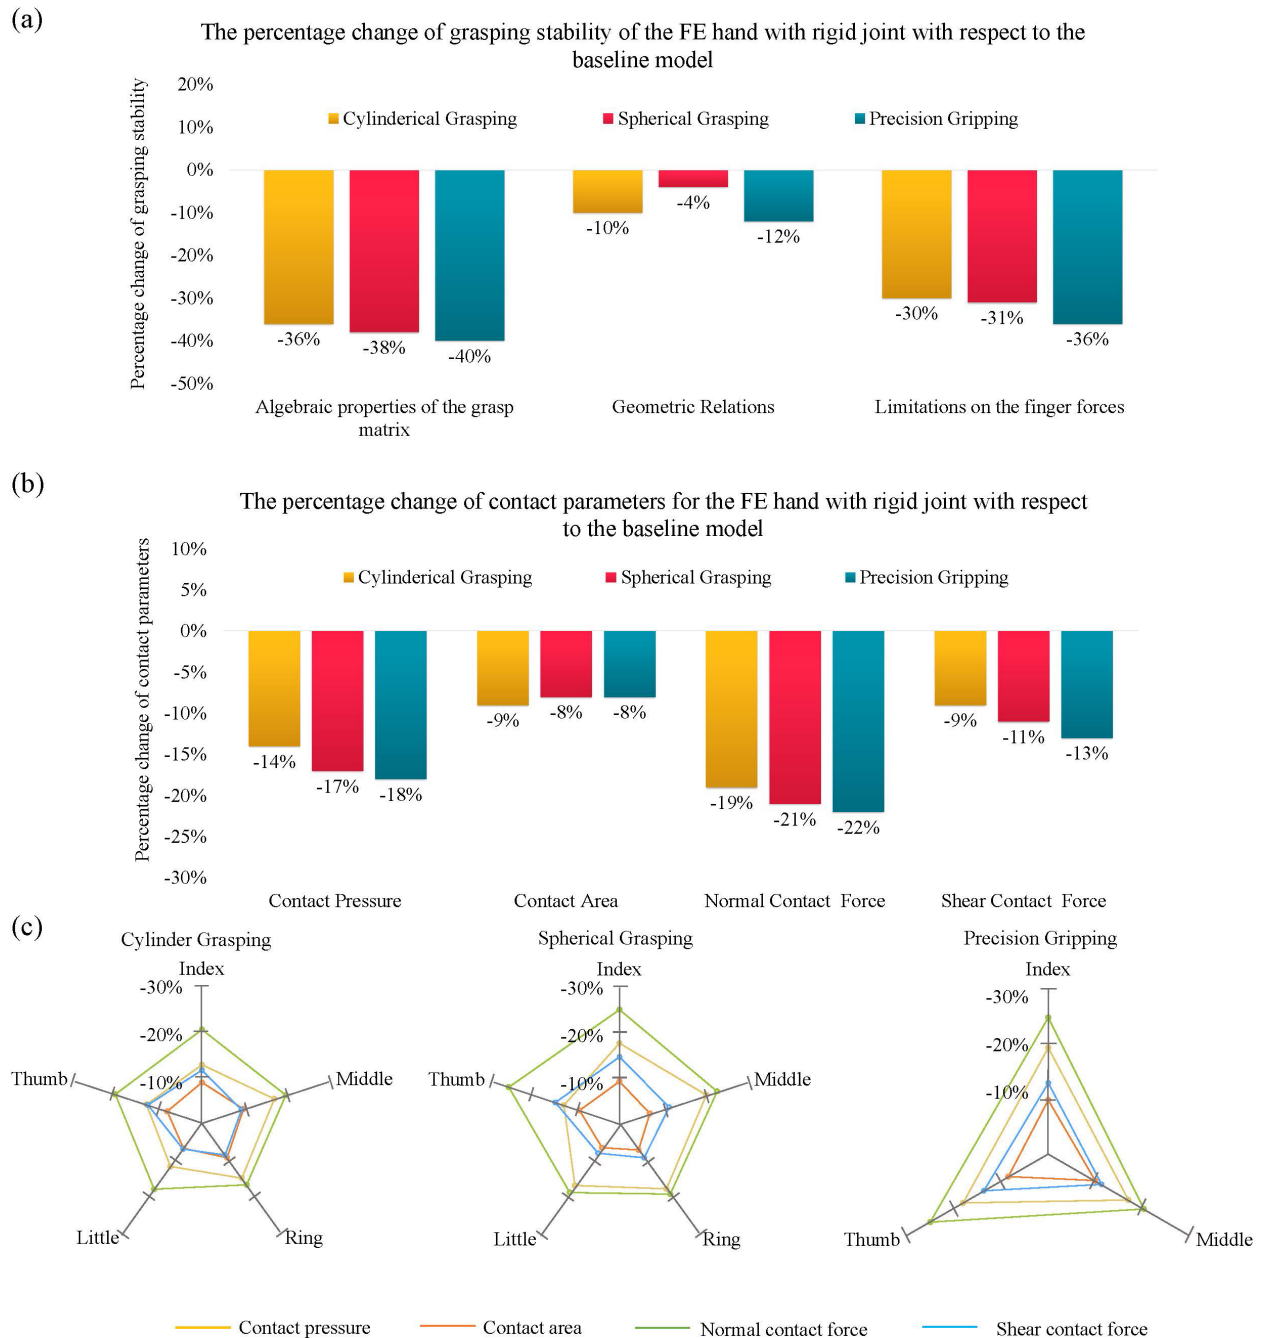 (a)
The percentage change of grasping stability of the FE hand with rigid joint with respect to the
baseline model
Percentage change of grasping stability
20%
10%
0%
-10%
-20%
-30%
-40%
-50%
Cylinderical Grasping
Spherical Grasping
Precision Gripping
-36%
-38%
-40%
-10%
-4%
-12%
-30%
-31%
-36%
Algebraic properties of the grasp
matrix
Geometric Relations
Limitations on the finger forces
(b)
The percentage change of contact parameters for the FE hand with rigid joint with respect
to the baseline model
Percentage change of contact parameters
10%
5%
0%
-5%
-10%
-15%
-20%
-25%
-30%
Cylinderical Grasping
Spherical Grasping
Precision Gripping
-14%
-17%
-18%
-9%
-8%
-8%
-19%
-21%
-22%
-9%
-11%
-13%
Contact Pressure
Contact Area
Normal Contact Force
Shear Contact Force
(c)
Cylinder Grasping
Index
-30%
-20%
-10%
Thumb
Middle
Little
Ring
Spherical Grasping
Index
-30%
-20%
-10%
Thumb
Middle
Little
Ring
Precision Gripping
Index
-30%
-20%
-10%
Thumb
Middle
Contact pressure
Contact area
Normal contact force
Shear contact force